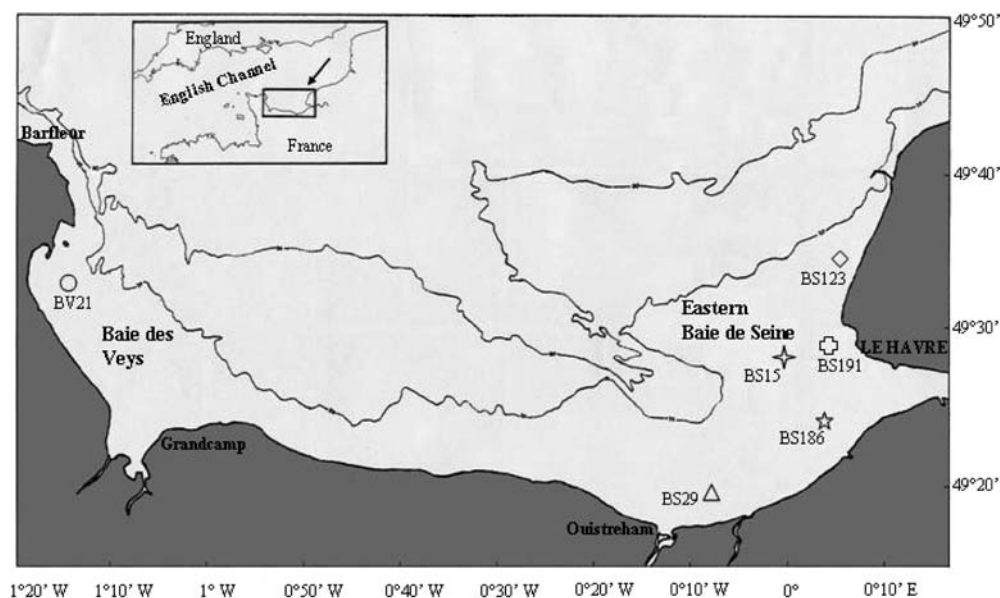 49°50'
England
English Channel
France
Barfleur
49°40'
BS123
BV21
Eastern
Baie de Seine
Baie des
Veys
49°30'
LE HAVRE
BS15
BS191
BS186
Grandcamp
BS29
49°20'
Ouistreham
1°20' W
1°10' W
1° W
0°50' W
0°40' W
0°30' W
0°20' W
0°10' W
0°
0°10' E